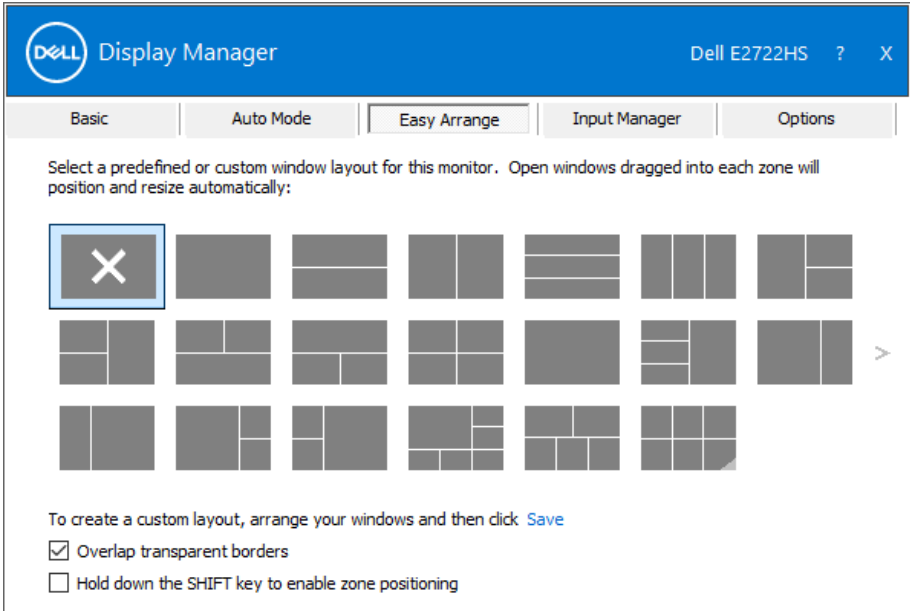 DELL Display Manager Dell E2722HS ? X
Basic Auto Mode Easy Arrange Input Manager Options
Select a predefined or custom window layout for this monitor. Open windows dragged into each zone will
position and resize automatically:
>
To create a custom layout, arrange your windows and then click Save
Overlap transparent borders
Hold down the SHIFT key to enable zone positioning